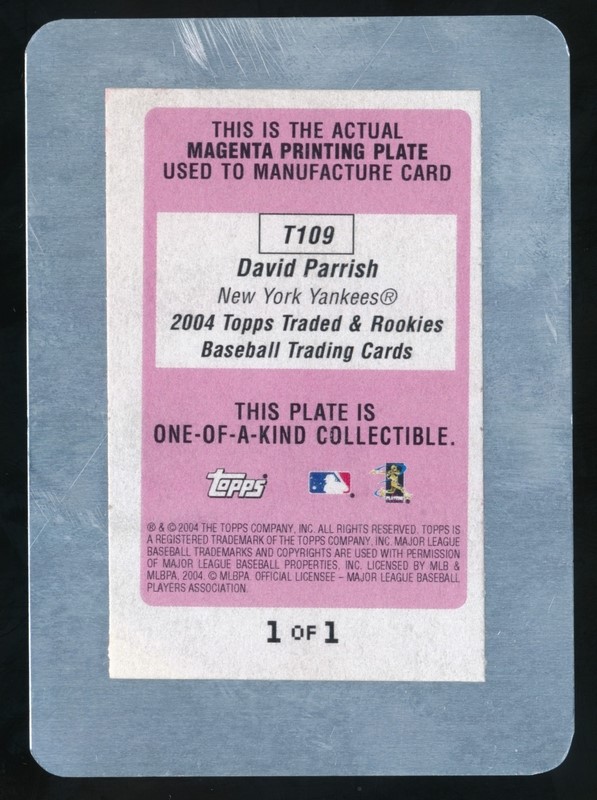 THIS IS THE ACTUAL
MAGENTA PRINTING PLATE
USED TO MANUFACTURE CARD
T109
David Parrish
New York Yankees®
2004 Topps Traded & Rookies
Baseball Trading Cards
THIS PLATE IS
ONE-OF-A-KIND COLLECTIBLE.
topps®
® & © 2004 THE TOPPS COMPANY, INC. ALL RIGHTS RESERVED. TOPPS IS
A REGISTERED TRADEMARK OF THE TOPPS COMPANY, INC. MAJOR LEAGUE
BASEBALL TRADEMARKS AND COPYRIGHTS ARE USED WITH PERMISSION
OF MAJOR LEAGUE BASEBALL PROPERTIES, INC. LICENSED BY MLB &
MLBPA, 2004. © MLBPA OFFICIAL LICENSEE – MAJOR LEAGUE BASEBALL
PLAYERS ASSOCIATION.
1 OF 1